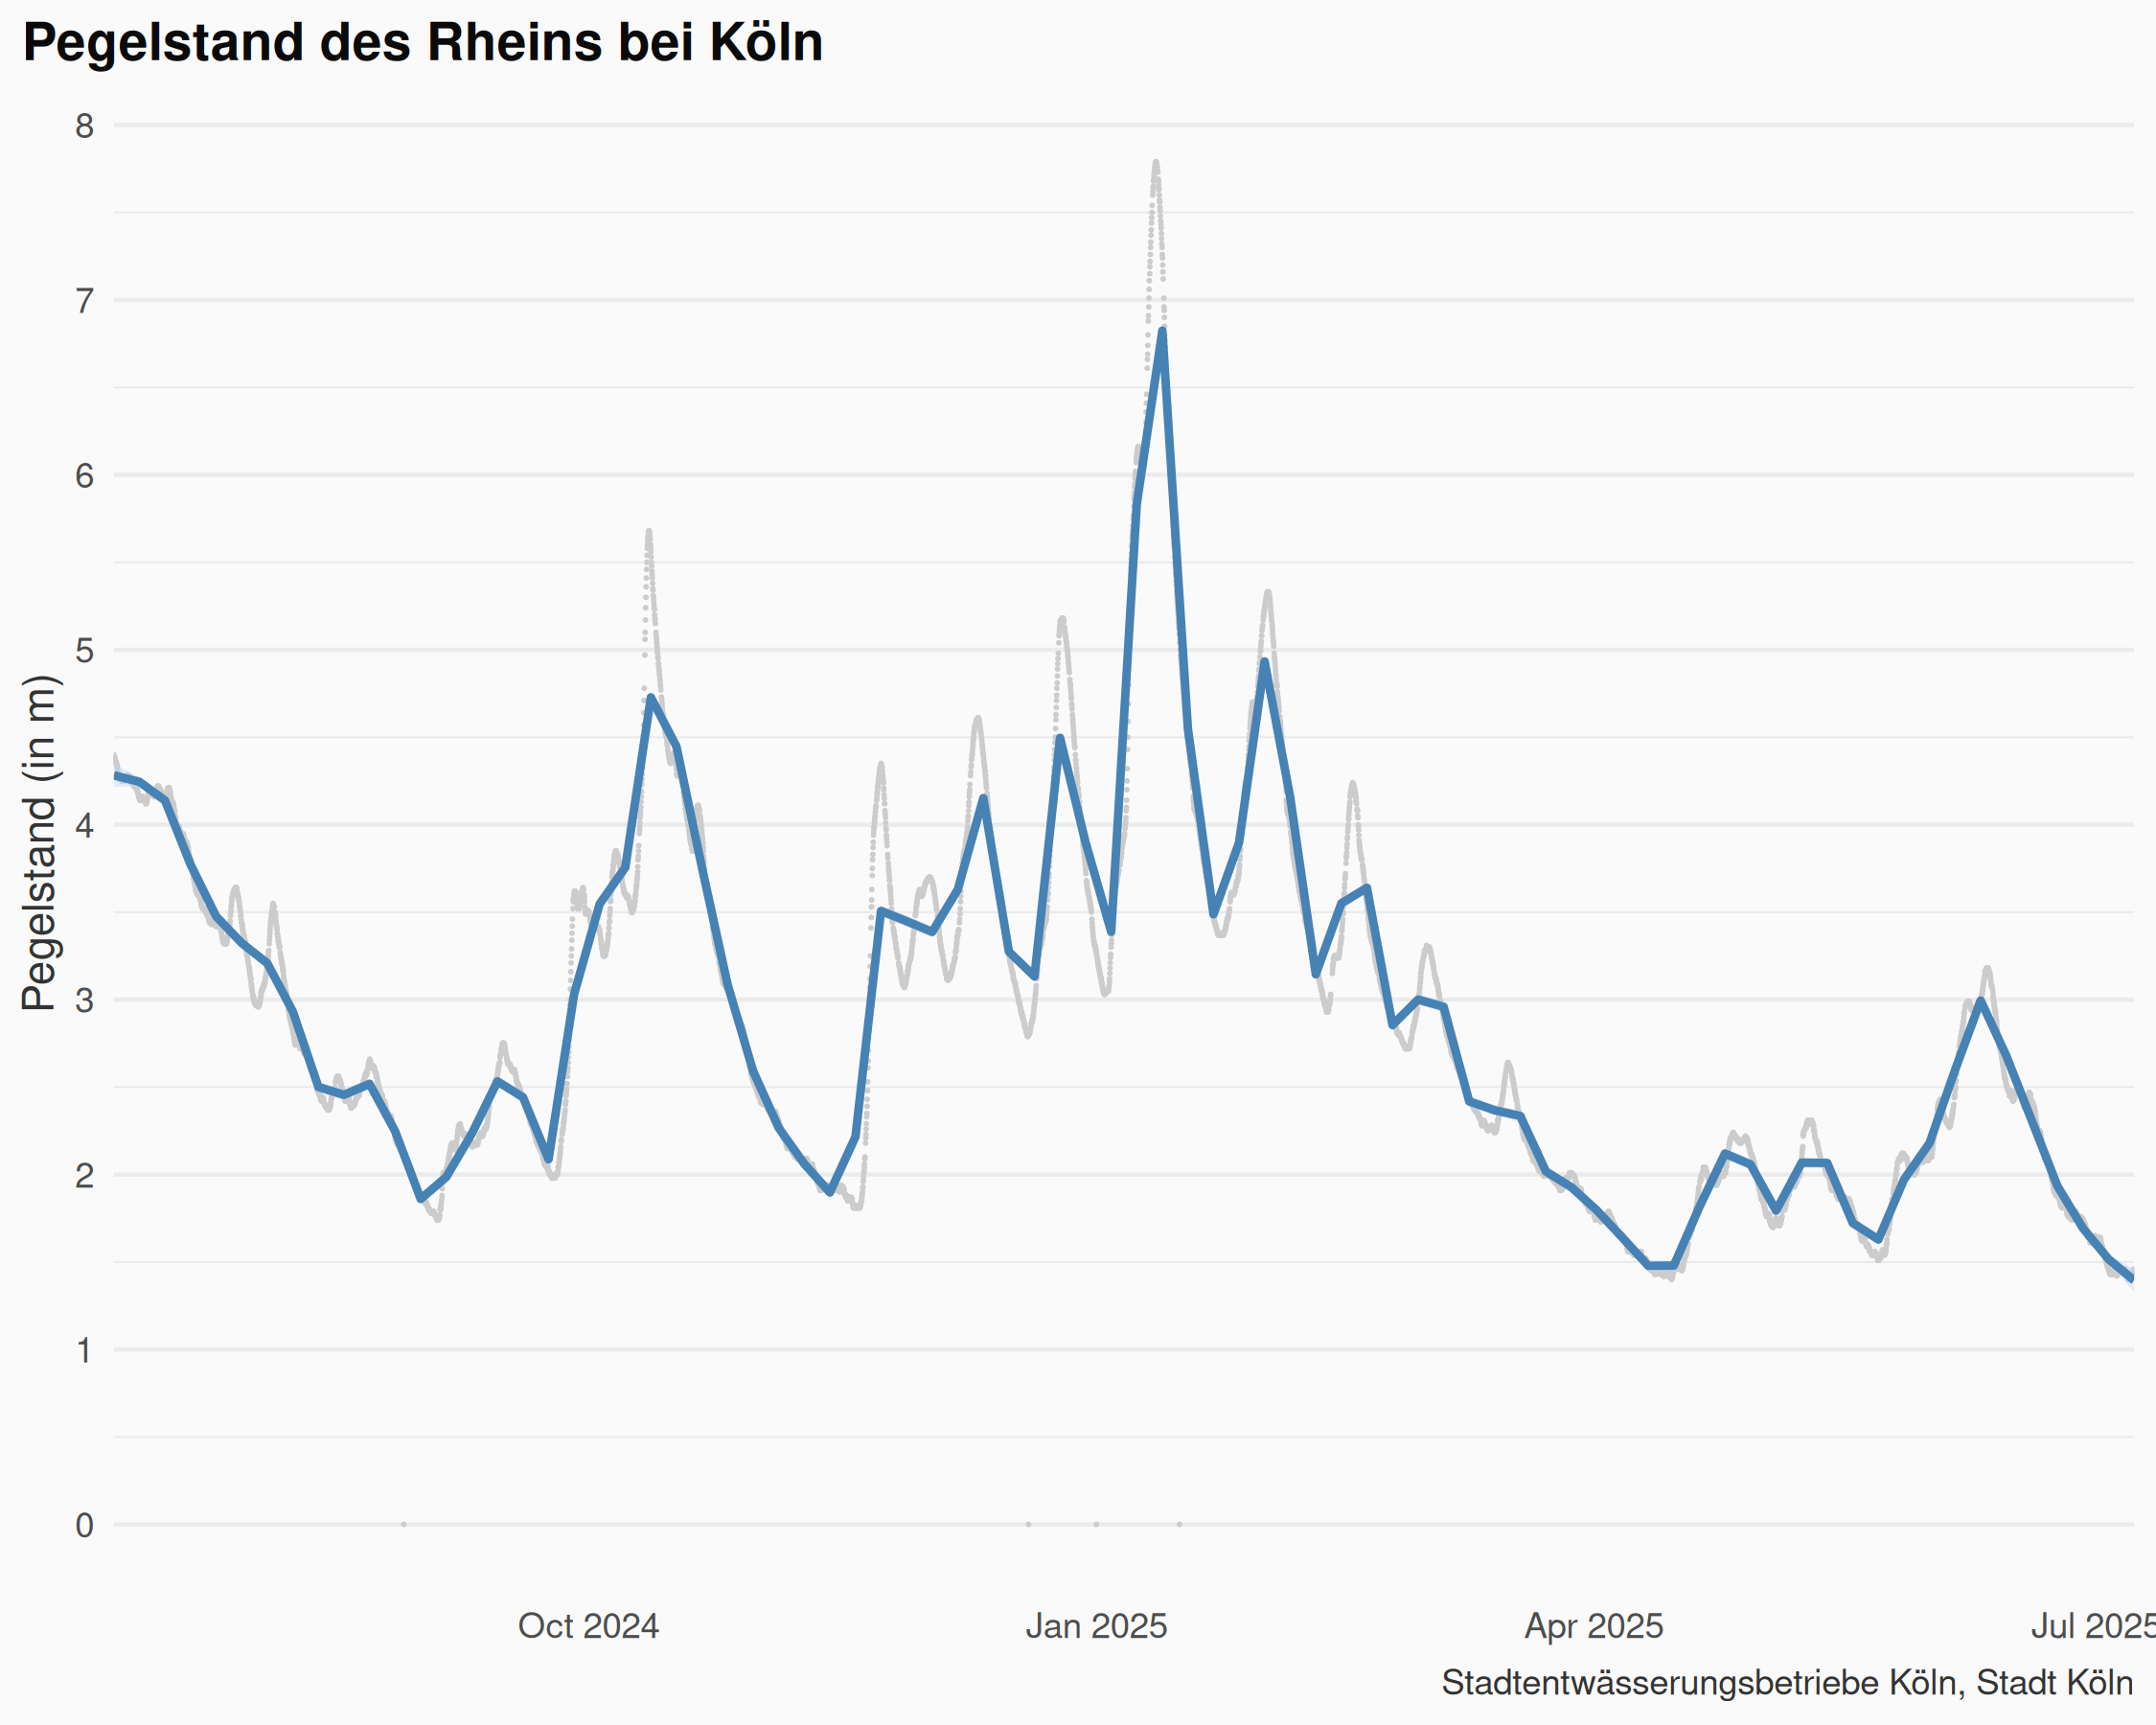 Pegelstand des Rheins bei Köln
Pegelstand (in m)
8
7
6
5
4
3
2
1
0
Oct 2024 Jan 2025 Apr 2025 Jul 2025
Stadtentwässerungsbetriebe Köln, Stadt Köln